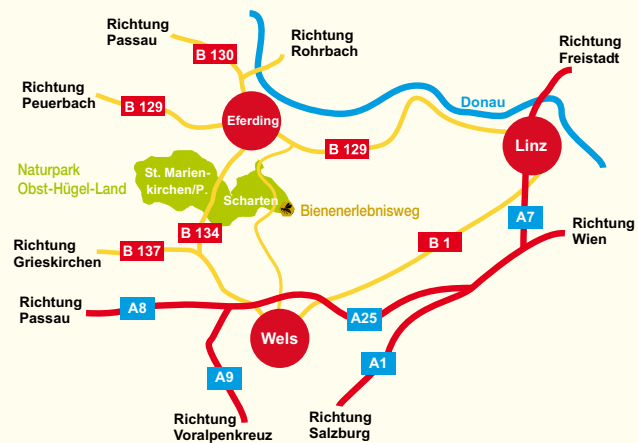 Richtung
Passau
B 130
Richtung
Rohrbach
Richtung
Freistadt
Richtung
Peuerbach
B 129
Eferding
Donau
B 129
Linz
Naturpark
Obst-Hügel-Land
St. Marien-
kirchen/P.
Scharten
Bienenerlebnisweg
A7
Richtung
Wien
B 134
Richtung
Grieskirchen
B 137
B 1
Richtung
Passau
A8
A25
Wels
A1
A9
Richtung
Voralpenkreuz
Richtung
Salzburg